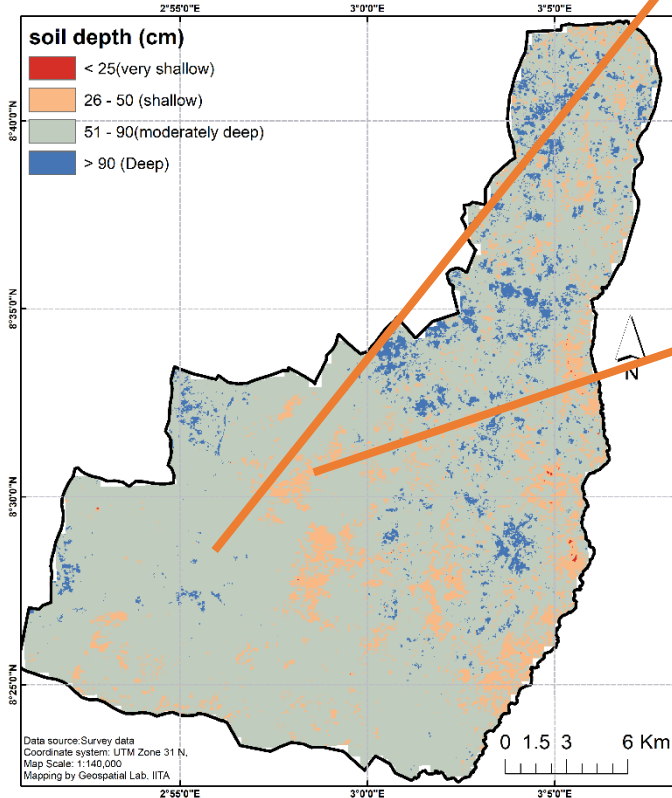 2°55'0"E
3°0'0"E
3°5'0"E
soil depth (cm)
< 25(very shallow)
26 - 50 (shallow)
51 - 90(moderately deep)
> 90 (Deep)
8°40'0"N
8°35'0"N
8°30'0"N
8°25'0"N
N
Data source:Survey data
Coordinate system: UTM Zone 31 N,
Map Scale: 1:140,000
Mapping by Geospatial Lab. IITA
0 1.5 3 6 Km
2°55'0"E
3°0'0"E
3°5'0"E